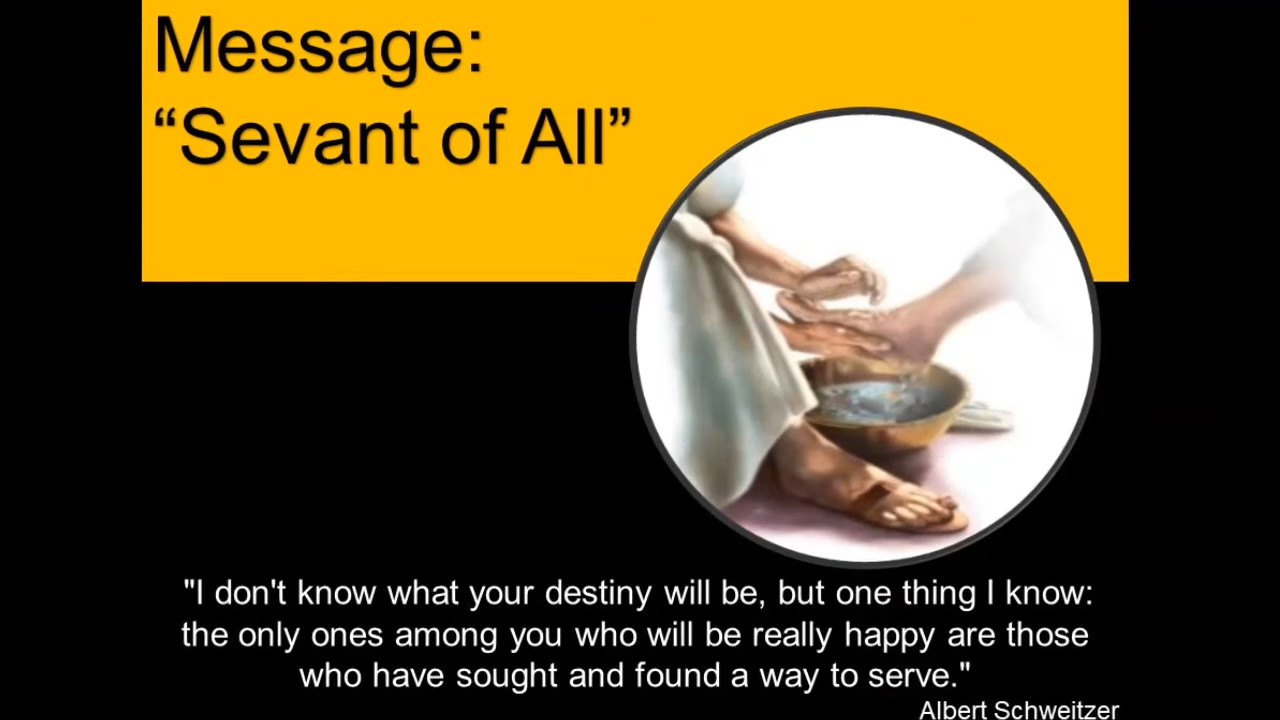 Message:
“Sevant of All”
"I don't know what your destiny will be, but one thing I know:
the only ones among you who will be really happy are those
who have sought and found a way to serve."
Albert Schweitzer